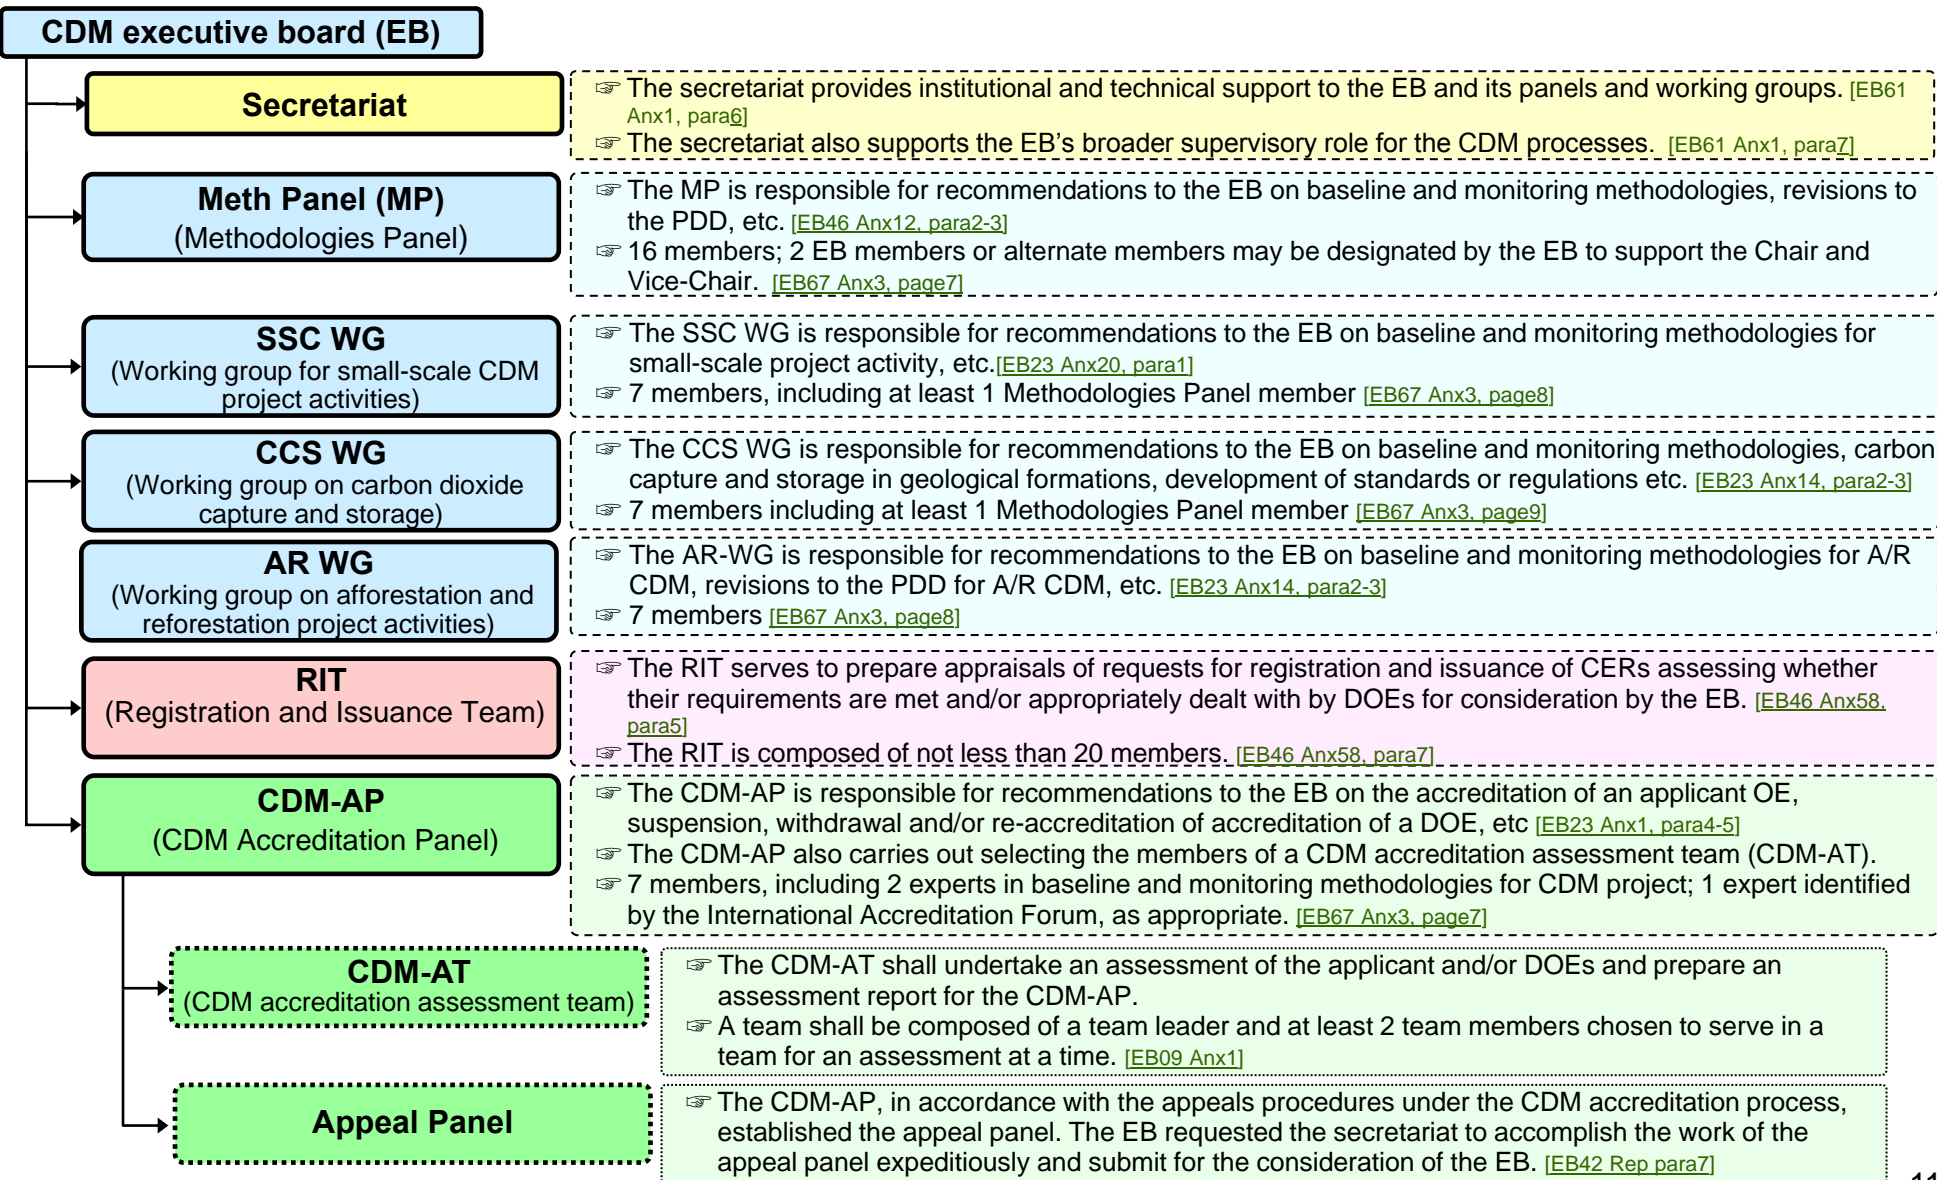 CDM executive board (EB)
Secretariat
☞ The secretariat provides institutional and technical support to the EB and its panels and working groups. [EB61
Anx1, para6]
☞ The secretariat also supports the EB's broader supervisory role for the CDM processes. [EB61 Anx1, para7]
Meth Panel (MP)
(Methodologies Panel)
☞ The MP is responsible for recommendations to the EB on baseline and monitoring methodologies, revisions to
the PDD, etc. [EB46 Anx12, para2-3]
☞ 16 members; 2 EB members or alternate members may be designated by the EB to support the Chair and
Vice-Chair. [EB67 Anx3, page7]
SSC WG
(Working group for small-scale CDM
project activities)
☞ The SSC WG is responsible for recommendations to the EB on baseline and monitoring methodologies for
small-scale project activity, etc.[EB23 Anx20, para1]
☞ 7 members, including at least 1 Methodologies Panel member [EB67 Anx3, page8]
CCS WG
(Working group on carbon dioxide
capture and storage)
☞ The CCS WG is responsible for recommendations to the EB on baseline and monitoring methodologies, carbon
capture and storage in geological formations, development of standards or regulations etc. [EB23 Anx14, para2-3]
☞ 7 members including at least 1 Methodologies Panel member [EB67 Anx3, page9]
AR WG
(Working group on afforestation and
reforestation project activities)
☞ The AR-WG is responsible for recommendations to the EB on baseline and monitoring methodologies for A/R
CDM, revisions to the PDD for A/R CDM, etc. [EB23 Anx14, para2-3]
☞ 7 members [EB67 Anx3, page8]
RIT
(Registration and Issuance Team)
☞ The RIT serves to prepare appraisals of requests for registration and issuance of CERs assessing whether
their requirements are met and/or appropriately dealt with by DOEs for consideration by the EB. [EB46 Anx58,
para5]
☞ The RIT is composed of not less than 20 members. [EB46 Anx58, para7]
CDM-AP
(CDM Accreditation Panel)
☞ The CDM-AP is responsible for recommendations to the EB on the accreditation of an applicant OE,
suspension, withdrawal and/or re-accreditation of accreditation of a DOE, etc [EB23 Anx1, para4-5]
☞ The CDM-AP also carries out selecting the members of a CDM accreditation assessment team (CDM-AT).
☞ 7 members, including 2 experts in baseline and monitoring methodologies for CDM project; 1 expert identified
by the International Accreditation Forum, as appropriate. [EB67 Anx3, page7]
CDM-AT
(CDM accreditation assessment team)
☞ The CDM-AT shall undertake an assessment of the applicant and/or DOEs and prepare an
assessment report for the CDM-AP.
☞ A team shall be composed of a team leader and at least 2 team members chosen to serve in a
team for an assessment at a time. [EB09 Anx1]
Appeal Panel
☞ The CDM-AP, in accordance with the appeals procedures under the CDM accreditation process,
established the appeal panel. The EB requested the secretariat to accomplish the work of the
appeal panel expeditiously and submit for the consideration of the EB. [EB42 Rep para7]